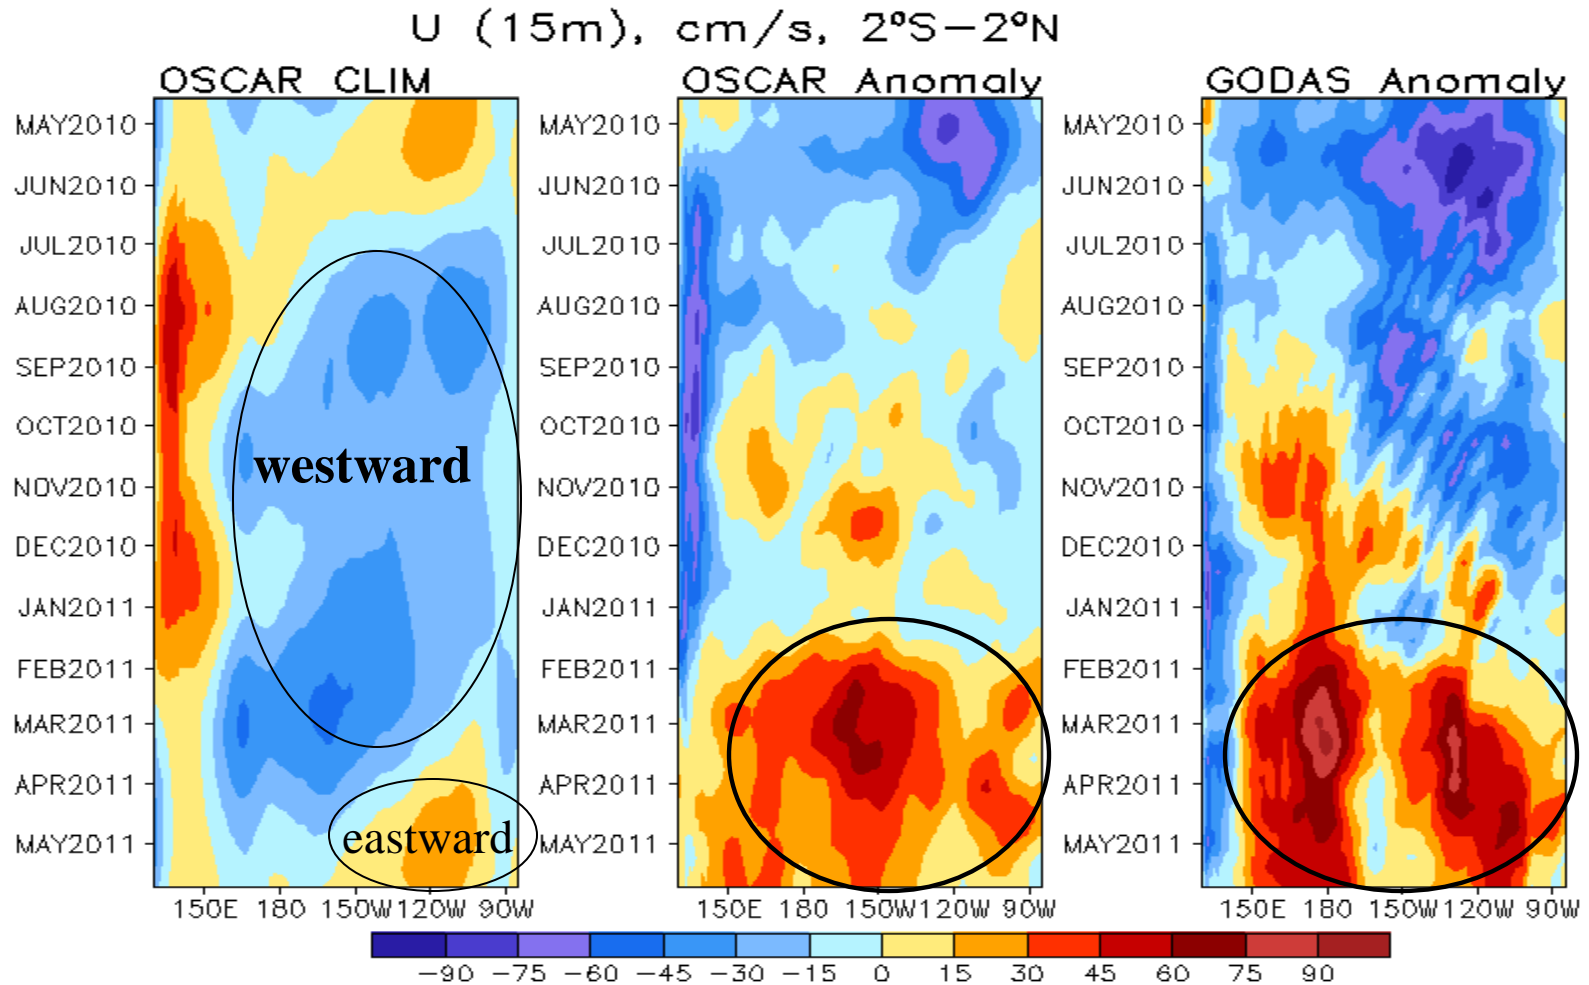 U (15m), cm/s, 2°S−2°N
OSCAR CLIM
OSCAR Anomaly
GODAS Anomaly
MAY2010
JUN2010
JUL2010
AUG2010
SEP2010
OCT2010
NOV2010
DEC2010
JAN2011
FEB2011
MAR2011
APR2011
MAY2011
westward
eastward
150E 180 150W 120W 90W
MAY2010
JUN2010
JUL2010
AUG2010
SEP2010
OCT2010
NOV2010
DEC2010
JAN2011
FEB2011
MAR2011
APR2011
MAY2011
150E 180 150W 120W 90W
MAY2010
JUN2010
JUL2010
AUG2010
SEP2010
OCT2010
NOV2010
DEC2010
JAN2011
FEB2011
MAR2011
APR2011
MAY2011
150E 180 150W 120W 90W
−90 −75 −60 −45 −30 −15 0 15 30 45 60 75 90